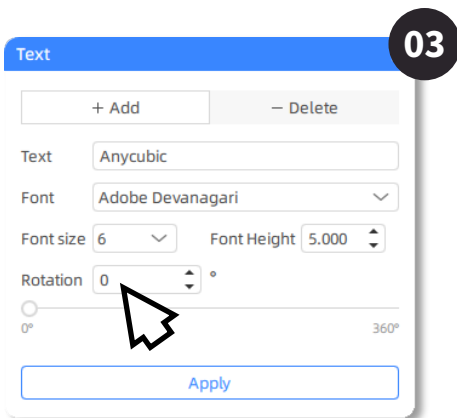 03
Text
+ Add — Delete
Text Anycubic
Font Adobe Devanagari
Font size 6 Font Height 5.000
Rotation 0 °
0° 360°
Apply